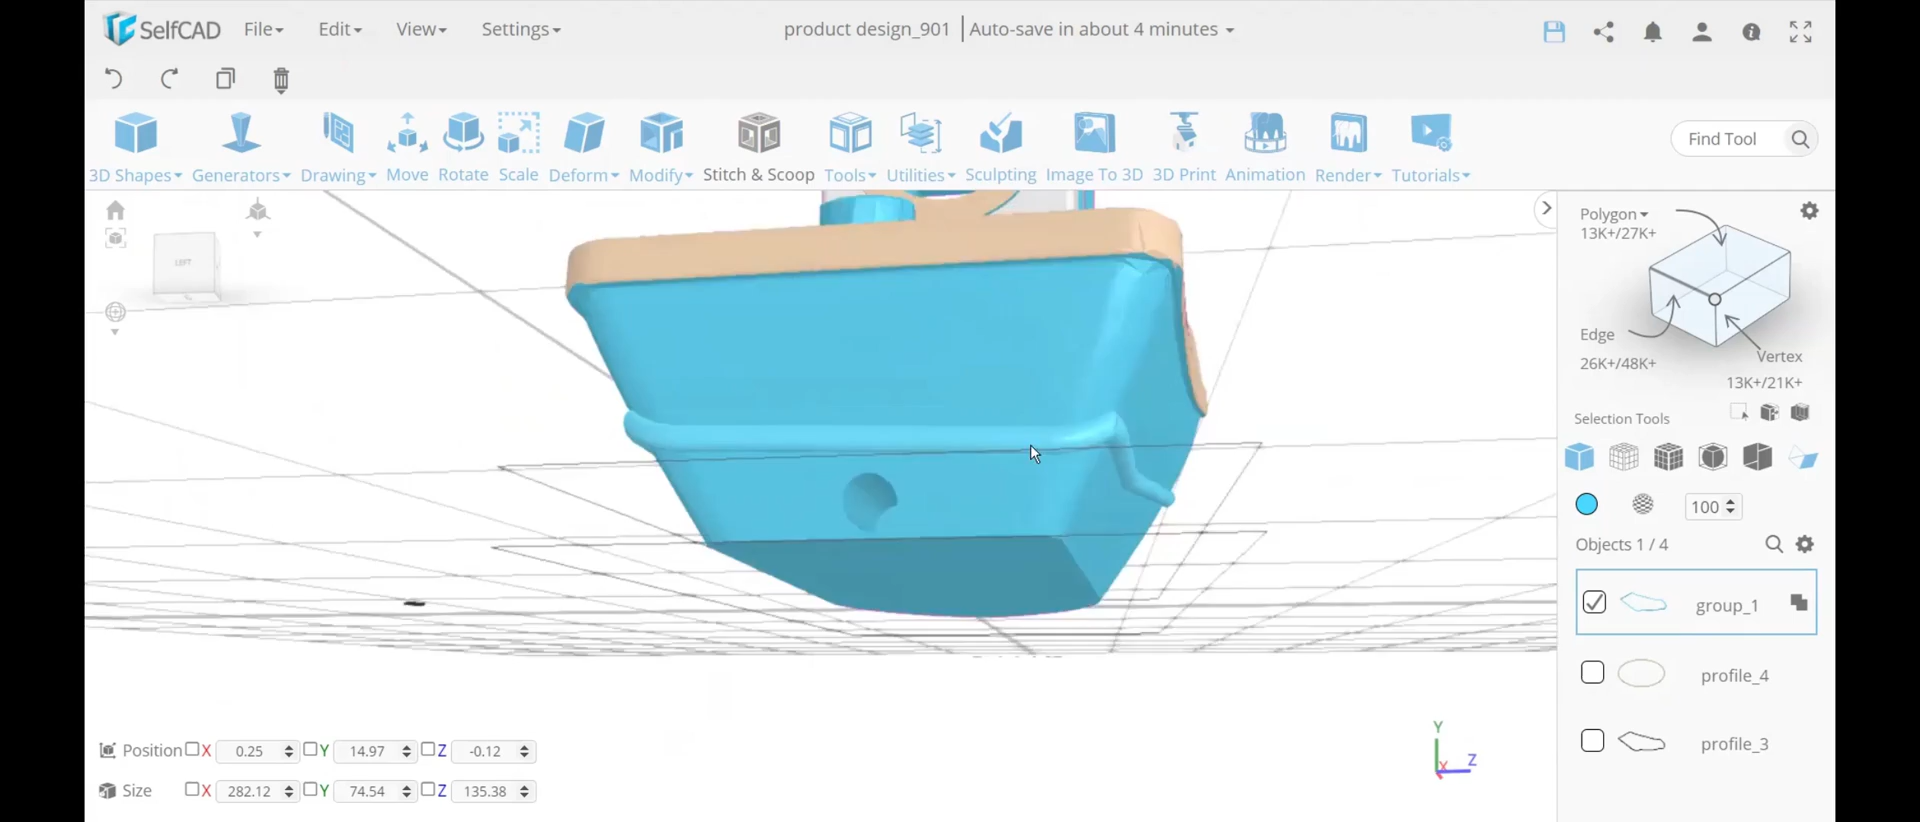 SelfCAD File Edit View Settings product design_901 Auto-save in about 4 minutes
Find Tool
3D Shapes Generators Drawing Move Rotate Scale Deform Modify Stitch & Scoop Tools Utilities Sculpting Image To 3D 3D Print Animation Render Tutorials
LEFT
Polygon
13K+/27K+
Edge
26K+/48K+
Vertex
13K+/21K+
Selection Tools
100
Objects 1 / 4
group_1
profile_4
profile_3
Position X 0.25 Y 14.97 Z -0.12
Size X 282.12 Y 74.54 Z 135.38
Y
X Z